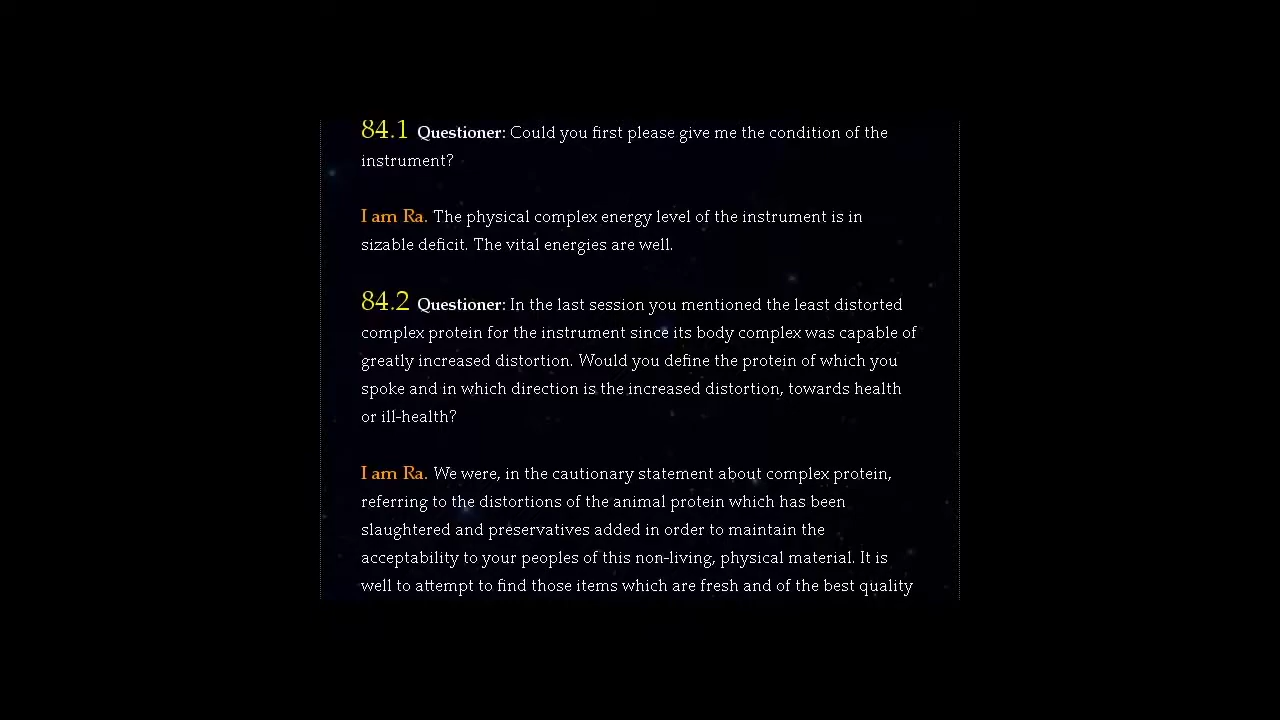 84.1 Questioner: Could you first please give me the condition of the
instrument?
I am Ra. The physical complex energy level of the instrument is in
sizable deficit. The vital energies are well.
84.2 Questioner: In the last session you mentioned the least distorted
complex protein for the instrument since its body complex was capable of
greatly increased distortion. Would you define the protein of which you
spoke and in which direction is the increased distortion, towards health
or ill-health?
I am Ra. We were, in the cautionary statement about complex protein,
referring to the distortions of the animal protein which has been
slaughtered and preservatives added in order to maintain the
acceptability to your peoples of this non-living, physical material. It is
well to attempt to find those items which are fresh and of the best quality